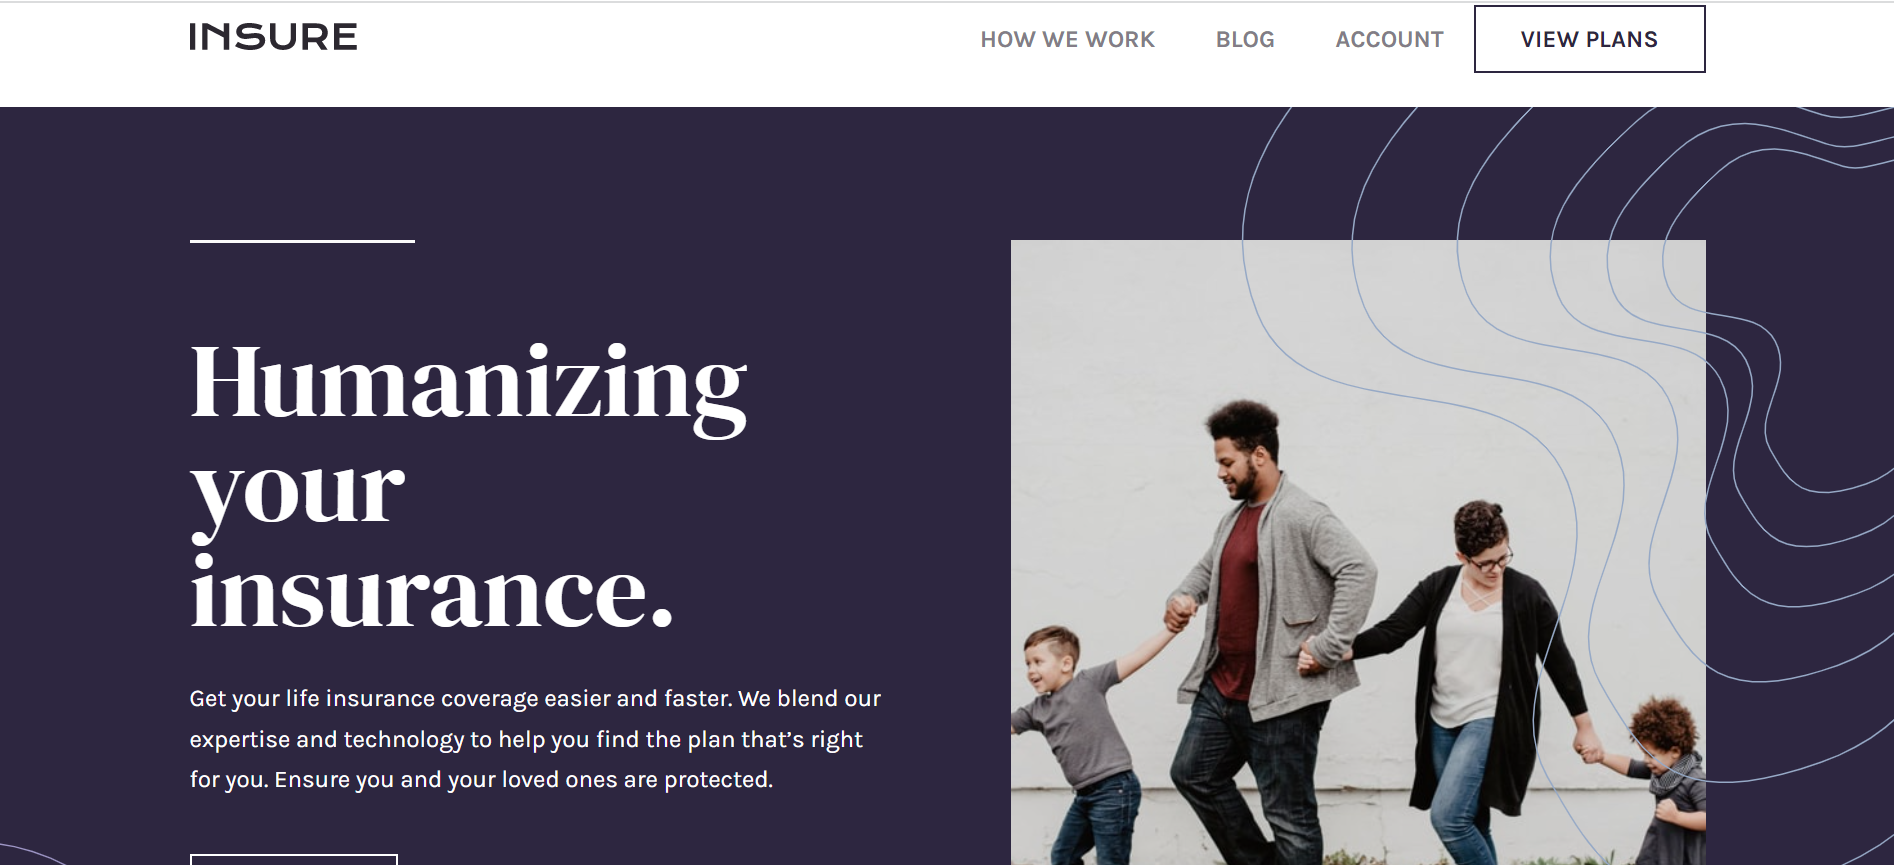 INSURE
HOW WE WORK BLOG ACCOUNT VIEW PLANS
Humanizing
your
insurance.
Get your life insurance coverage easier and faster. We blend our
expertise and technology to help you find the plan that’s right
for you. Ensure you and your loved ones are protected.